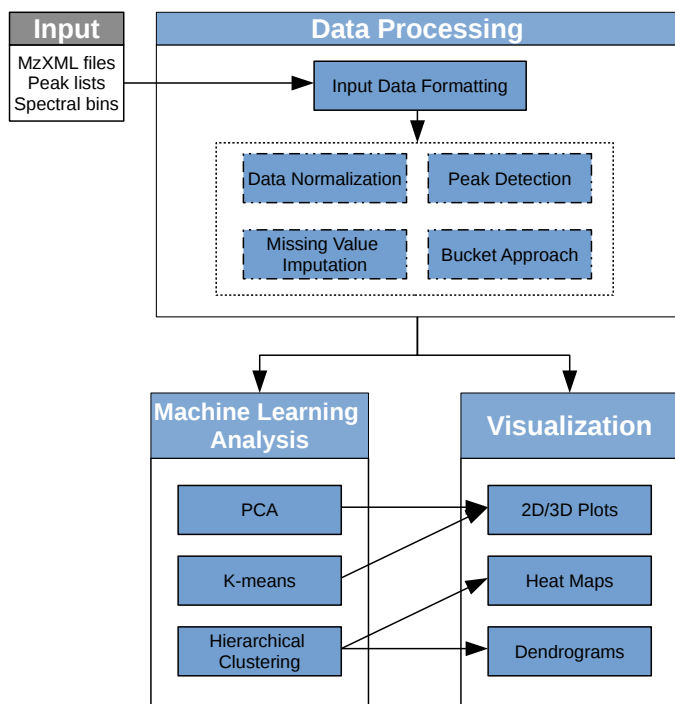 Input
MzXML files
Peak lists
Spectral bins
Data Processing
Input Data Formatting
Data Normalization
Peak Detection
Missing Value
Imputation
Bucket Approach
Machine Learning
Analysis
PCA
K-means
Hierarchical
Clustering
Visualization
2D/3D Plots
Heat Maps
Dendrograms